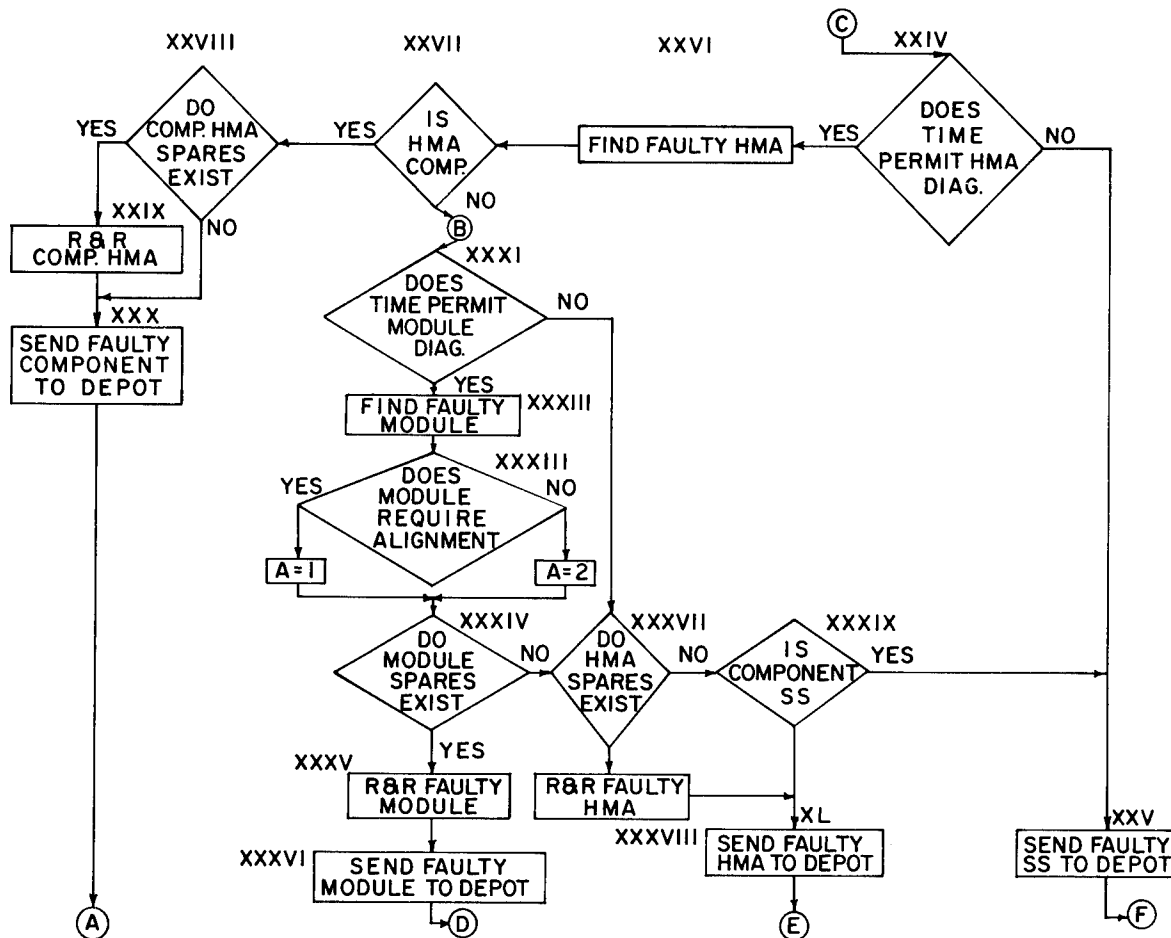 C
XXVIII
XXVII
XXVI
XXIV
DO
COMP. HMA
SPARES
EXIST
YES
NO
YES
IS
HMA
COMP.
NO
FIND FAULTY HMA
YES
DOES
TIME
PERMIT HMA
DIAG.
NO
B
XXIX
R & R
COMP. HMA
XXX
SEND FAULTY
COMPONENT
TO DEPOT
XXXI
DOES
TIME PERMIT
MODULE
DIAG.
NO
YES
FIND FAULTY
MODULE
XXXIII
XXXIII
DOES
MODULE
REQUIRE
ALIGNMENT
YES
NO
A=1
A=2
XXXIV
DO
MODULE
SPARES
EXIST
NO
YES
XXXVII
DO
HMA
SPARES
EXIST
NO
XXXIX
IS
COMPONENT
SS
YES
XXXV
R&R FAULTY
MODULE
R&R FAULTY
HMA
XXXVIII
XL
SEND FAULTY
HMA TO DEPOT
XXV
SEND FAULTY
SS TO DEPOT
XXXVI
SEND FAULTY
MODULE TO DEPOT
A
D
E
F